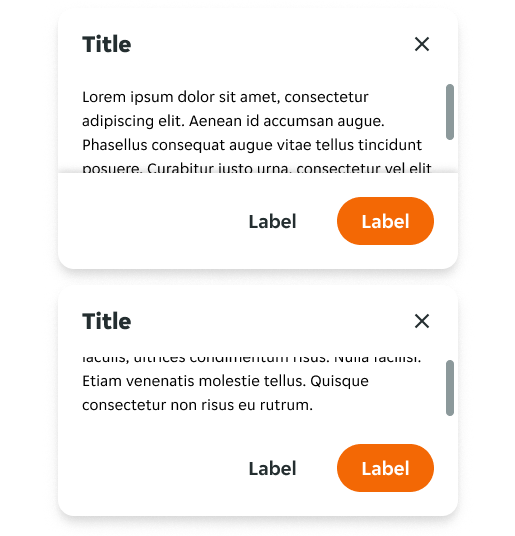 Title
Lorem ipsum dolor sit amet, consectetur
adipiscing elit. Aenean id accumsan augue.
Phasellus consequat augue vitae tellus tincidunt
posuere. Curabitur justo urna, consectetur vel elit
Label
Label
Title
iaculis, ultrices condimentum risus. Nulla facilisi.
Etiam venenatis molestie tellus. Quisque
consectetur non risus eu rutrum.
Label
Label